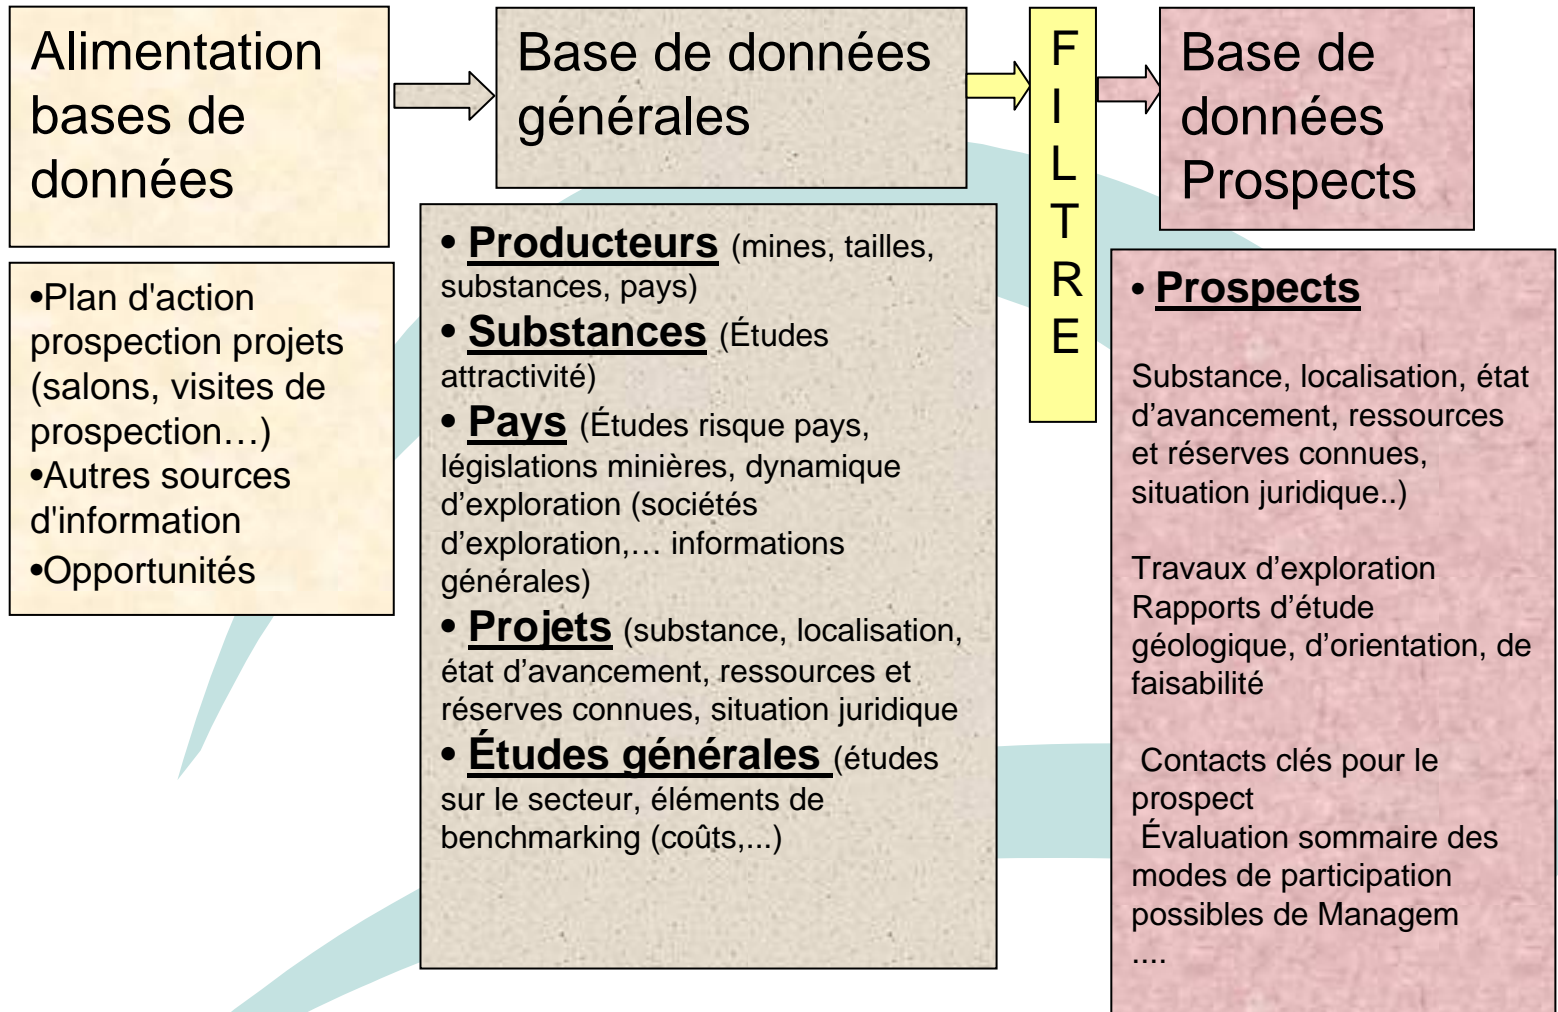 Alimentation
bases de
données
•Plan d'action
prospection projets
(salons, visites de
prospection…)
•Autres sources
d'information
•Opportunités
Base de données
générales
• Producteurs (mines, tailles,
substances, pays)
• Substances (Études
attractivité)
• Pays (Études risque pays,
législations minières, dynamique
d’exploration (sociétés
d’exploration,… informations
générales)
• Projets (substance, localisation,
état d’avancement, ressources et
réserves connues, situation juridique
• Études générales (études
sur le secteur, éléments de
benchmarking (coûts,...)
F
I
L
T
R
E
Base de
données
Prospects
• Prospects
Substance, localisation, état
d’avancement, ressources
et réserves connues,
situation juridique..)
Travaux d’exploration
Rapports d’étude
géologique, d’orientation, de
faisabilité
Contacts clés pour le
prospect
Évaluation sommaire des
modes de participation
possibles de Managem
....